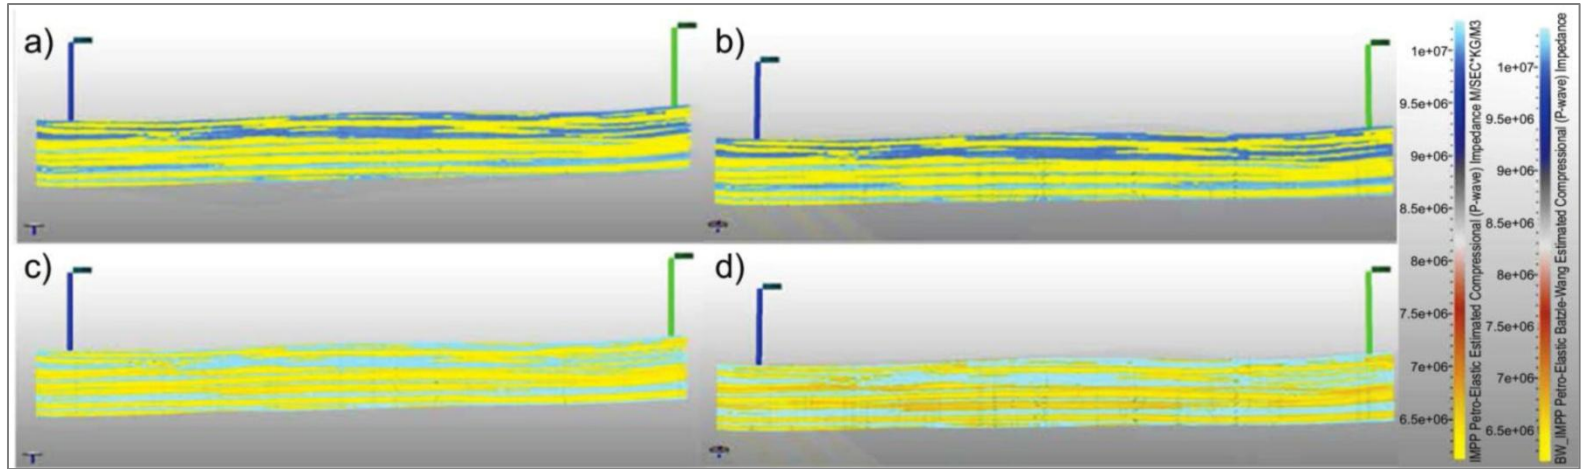 a)
b)
c)
d)
1e+07
9.5e+06
9e+06
8.5e+06
8e+06
7.5e+06
7e+06
6.5e+06
IMPP Petro-Elastic Estimated Compressional (P-wave) Impedance M/SEC*KG/M3
1e+07
9.5e+06
9e+06
8.5e+06
8e+06
7.5e+06
7e+06
6.5e+06
BW_IMPP Petro-Elastic Batzle-Wang Estimated Compressional (P-wave) Impedance